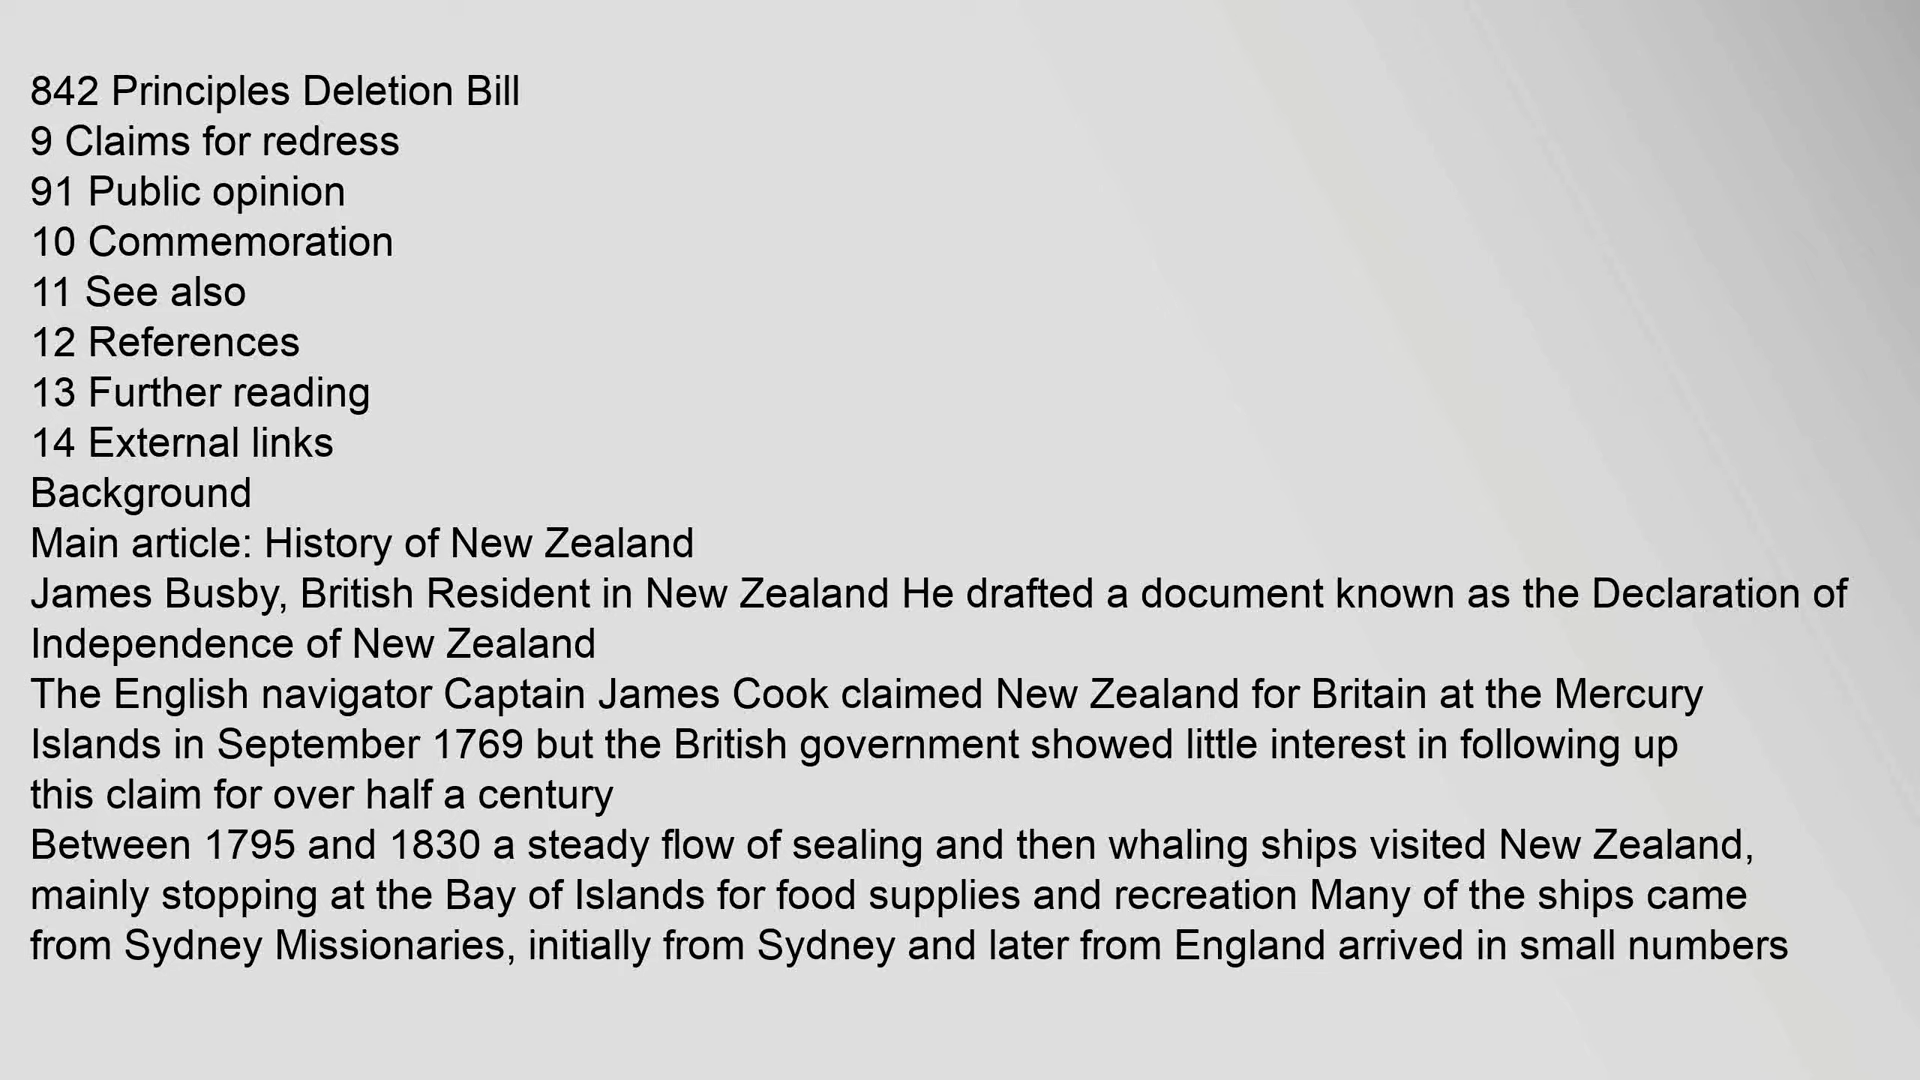 842 Principles Deletion Bill
9 Claims for redress
91 Public opinion
10 Commemoration
11 See also
12 References
13 Further reading
14 External links
Background
Main article: History of New Zealand
James Busby, British Resident in New Zealand He drafted a document known as the Declaration of
Independence of New Zealand
The English navigator Captain James Cook claimed New Zealand for Britain at the Mercury
Islands in September 1769 but the British government showed little interest in following up
this claim for over half a century
Between 1795 and 1830 a steady flow of sealing and then whaling ships visited New Zealand,
mainly stopping at the Bay of Islands for food supplies and recreation Many of the ships came
from Sydney Missionaries, initially from Sydney and later from England arrived in small numbers